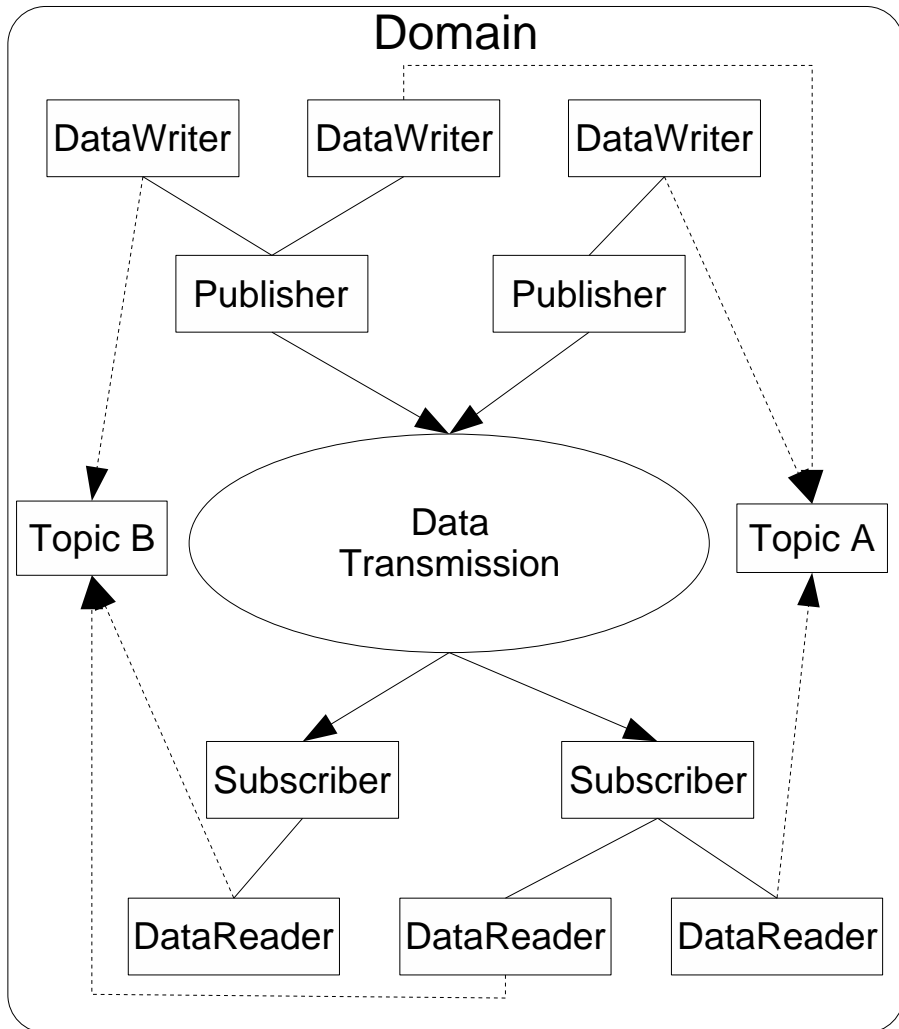 Domain
DataWriter
DataWriter
DataWriter
Publisher
Publisher
Topic B
Data
Transmission
Topic A
Subscriber
Subscriber
DataReader
DataReader
DataReader